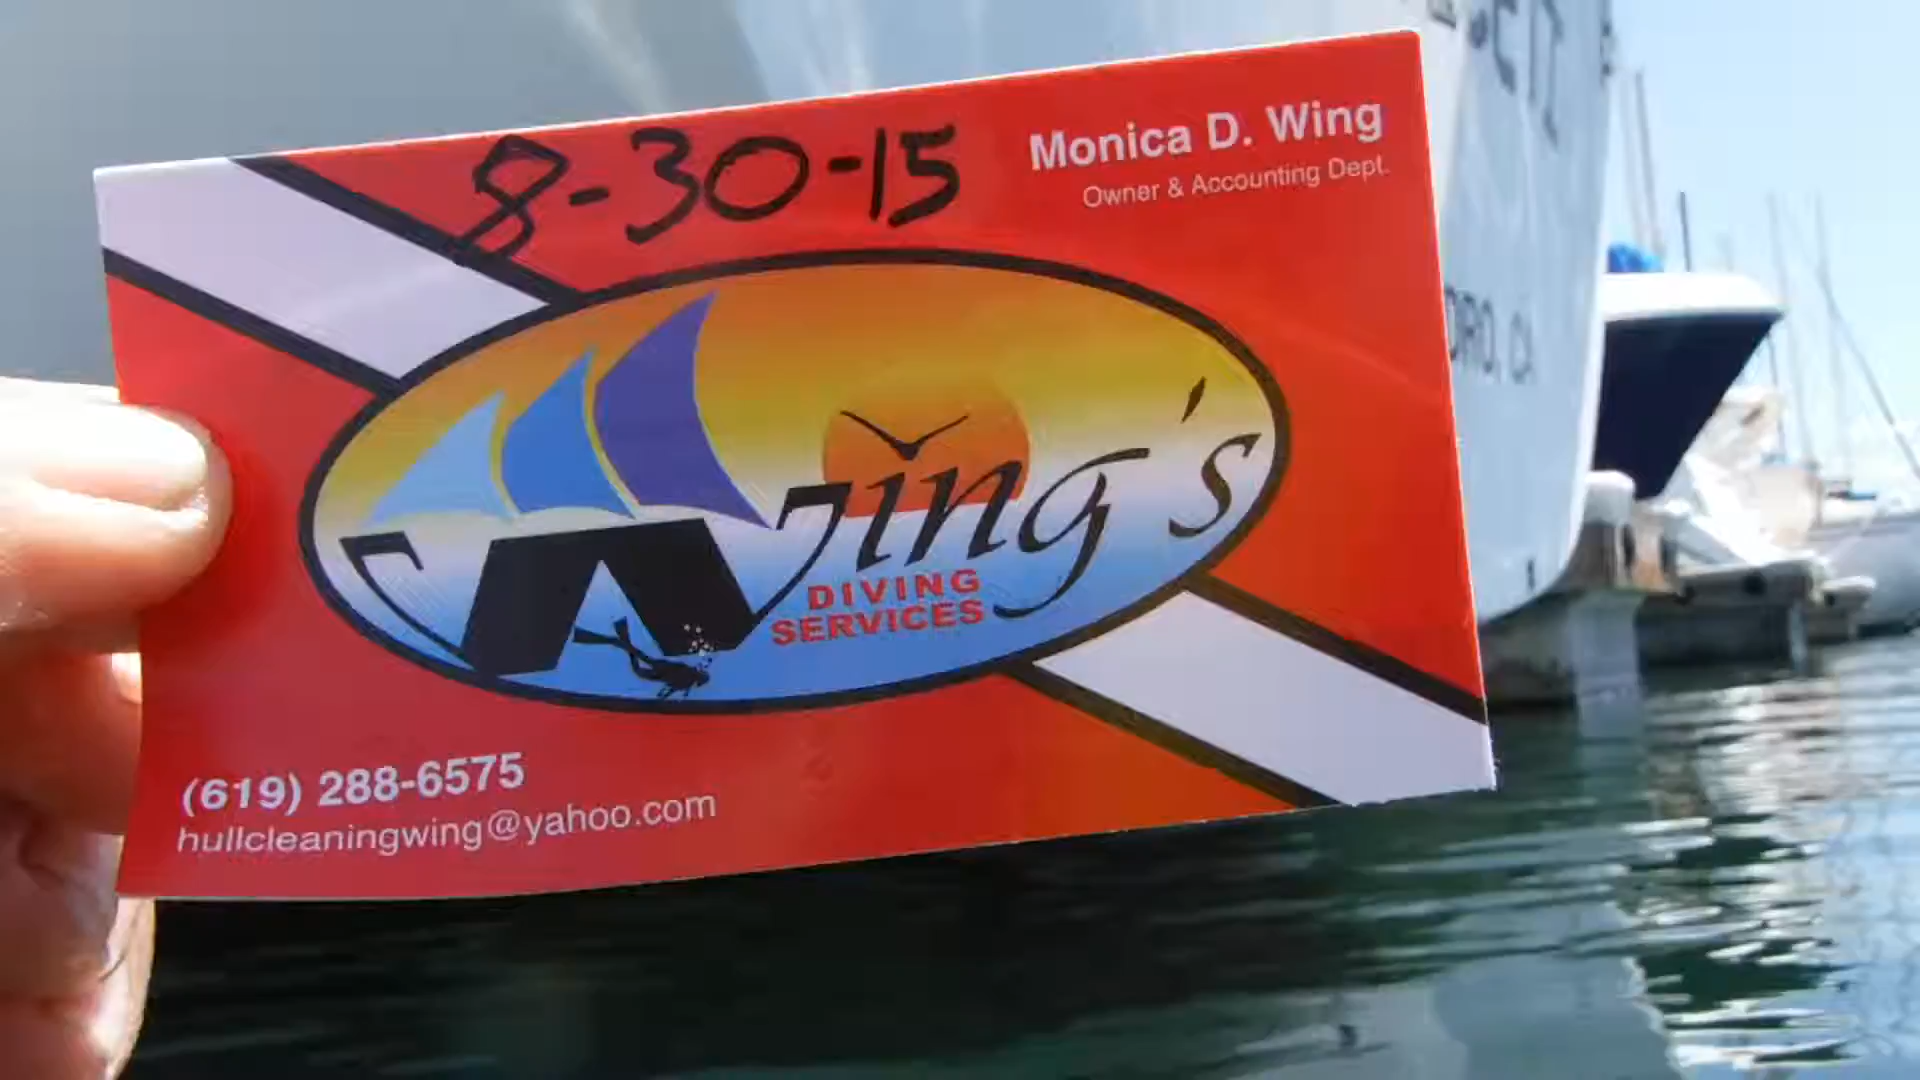 8-30-15
Monica D. Wing
Owner & Accounting Dept.
Wing's
DIVING
SERVICES
(619) 288-6575
hullcleaningwing@yahoo.com